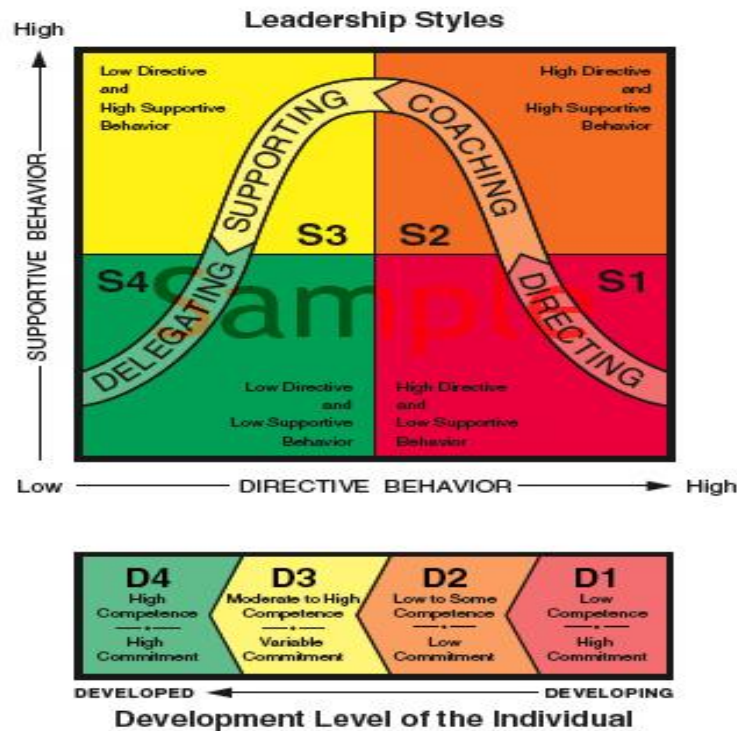 Leadership Styles
High
Low Directive
and
High Supportive
Behavior
High Directive
and
High Supportive
Behavior
SUPPORTING
COACHING
S3
S2
SUPPORTIVE BEHAVIOR
S4
S1
Sample
DELEGATING
DIRECTING
Low Directive
and
Low Supportive
Behavior
High Directive
and
Low Supportive
Behavior
Low
DIRECTIVE BEHAVIOR
High
D4
High
Competence
High
Commitment
D3
Moderate to High
Competence
Variable
Commitment
D2
Low to Some
Competence
Low
Commitment
D1
Low
Competence
High
Commitment
DEVELOPED
DEVELOPING
Development Level of the Individual